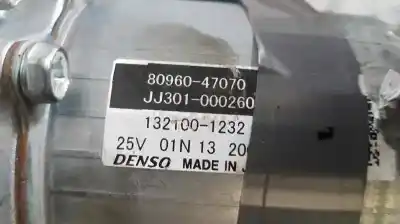 80960-47070
JJ301-000260
132100-1232
25V 01N 13 20
DENSO MADE IN